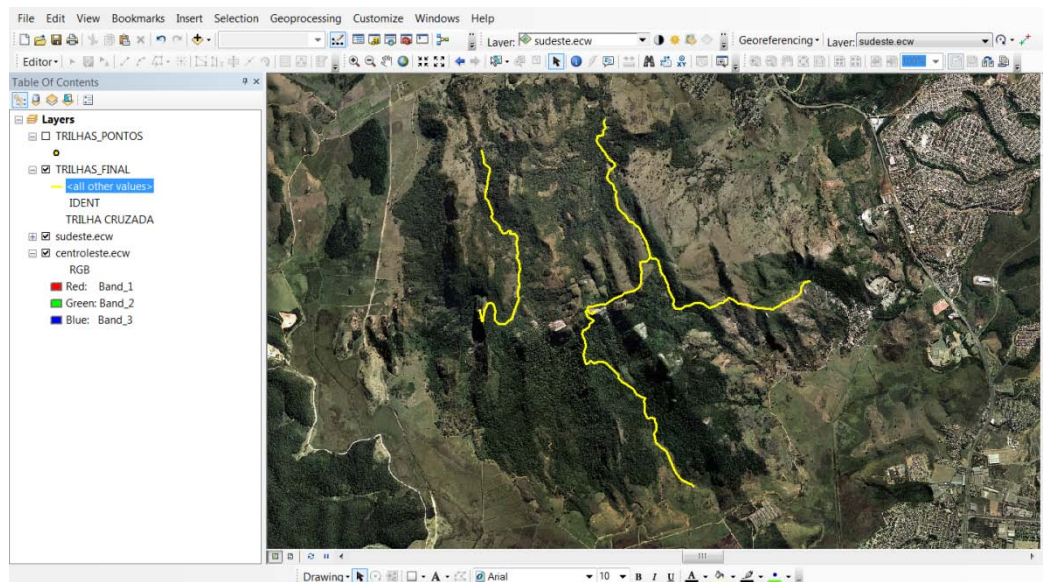 File Edit View Bookmarks Insert Selection Geoprocessing Customize Windows Help
Layer: sudeste.ecw Georeferencing Layer: sudeste.ecw
Editor 100%
Table Of Contents
Layers
TRILHAS_PONTOS
TRILHAS_FINAL
<all other values>
IDENT
TRILHA CRUZADA
sudeste.ecw
centroleste.ecw
RGB
Red: Band_1
Green: Band_2
Blue: Band_3
Drawing A Arial 10 B I U A